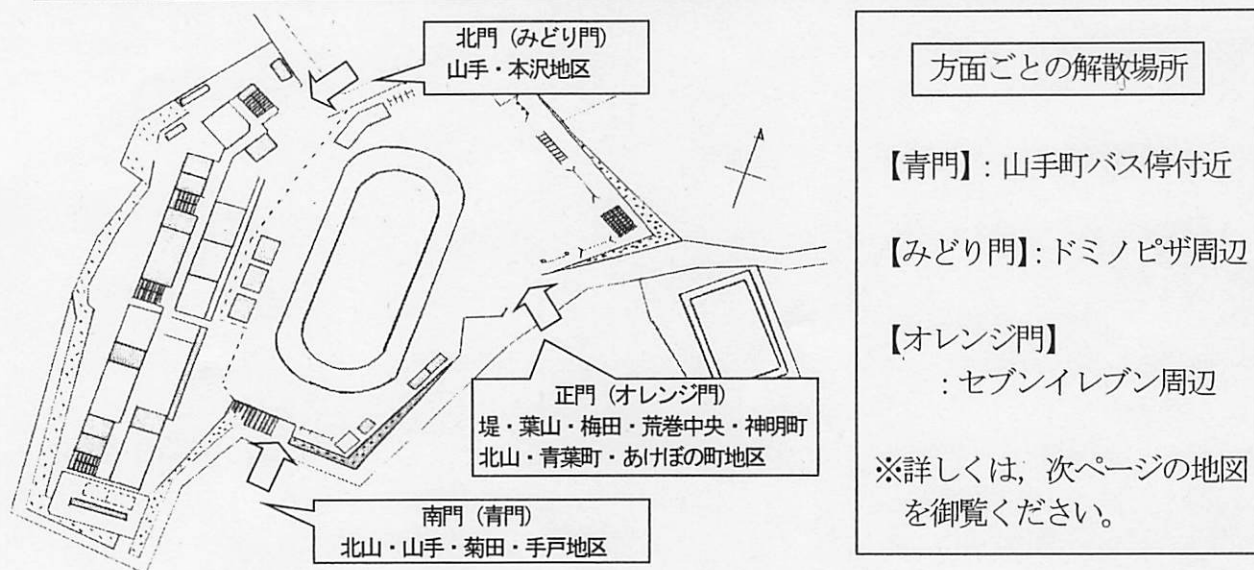 北門（みどり門）
山手・本沢地区
正門（オレンジ門）
堤・葉山・梅田・荒巻中央・神明町
北山・青葉町・あけぼの町地区
南門（青門）
北山・山手・菊田・手戸地区
方面ごとの解散場所
【青門】：山手町バス停付近
【みどり門】：ドミノピザ周辺
【オレンジ門】
：セブンイレブン周辺
※詳しくは，次ページの地図
を御覧ください。